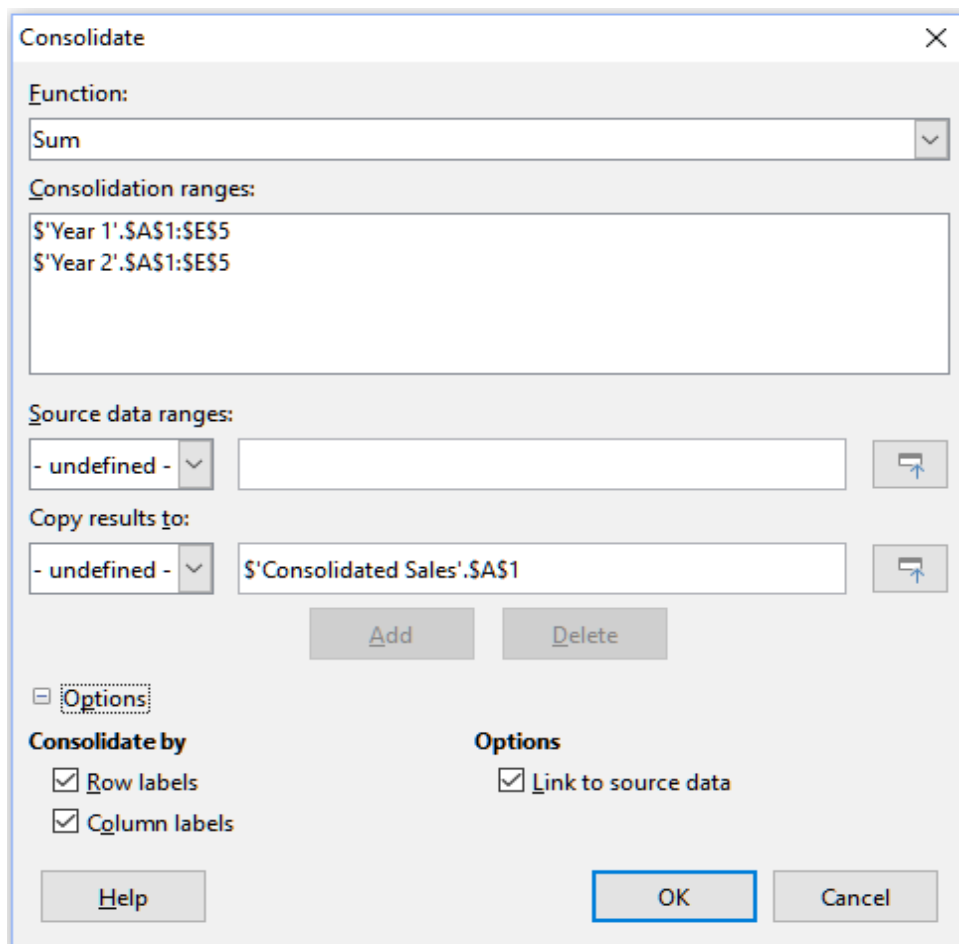 Consolidate
Function:
Sum
Consolidation ranges:
$'Year 1'.$A$1:$E$5
$'Year 2'.$A$1:$E$5
Source data ranges:
- undefined -
Copy results to:
- undefined - $'Consolidated Sales'.$A$1
Add Delete
Options
Consolidate by Options
Row labels Link to source data
Column labels
Help OK Cancel